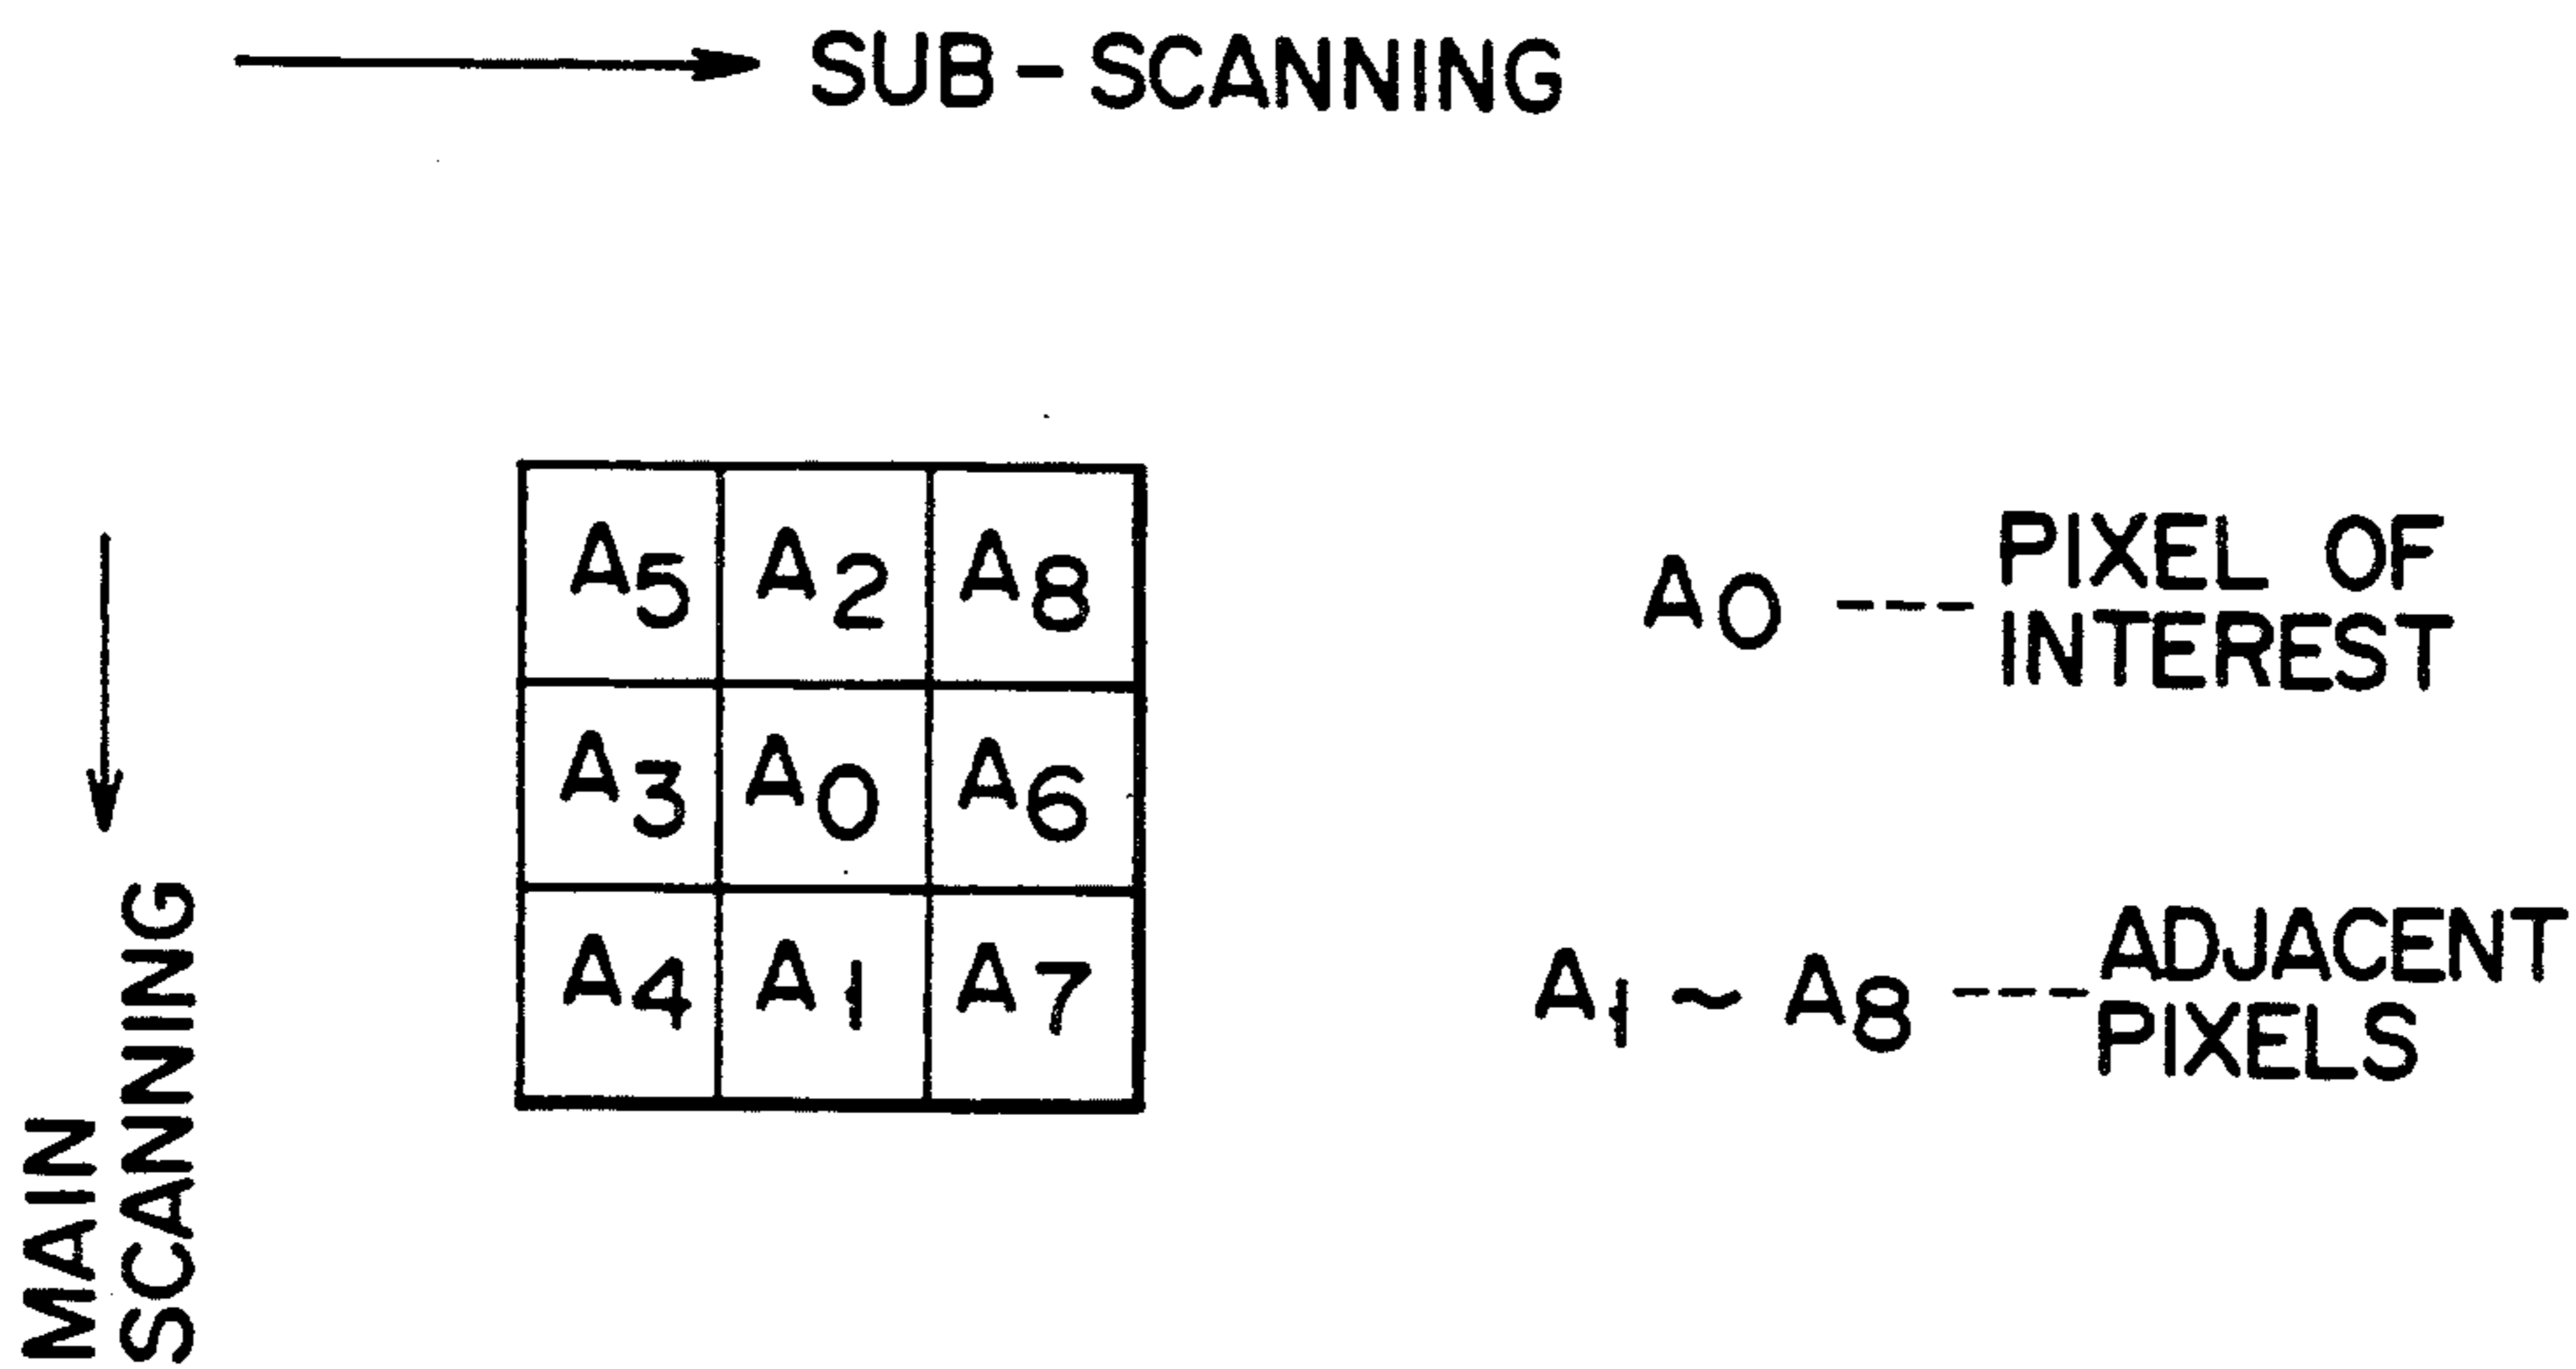 SUB-SCANNING
MAIN
SCANNING
A5 A2 A8
A3 A0 A6
A4 A1 A7
A0 --- PIXEL OF
INTEREST
A1 ~ A8 --- ADJACENT
PIXELS